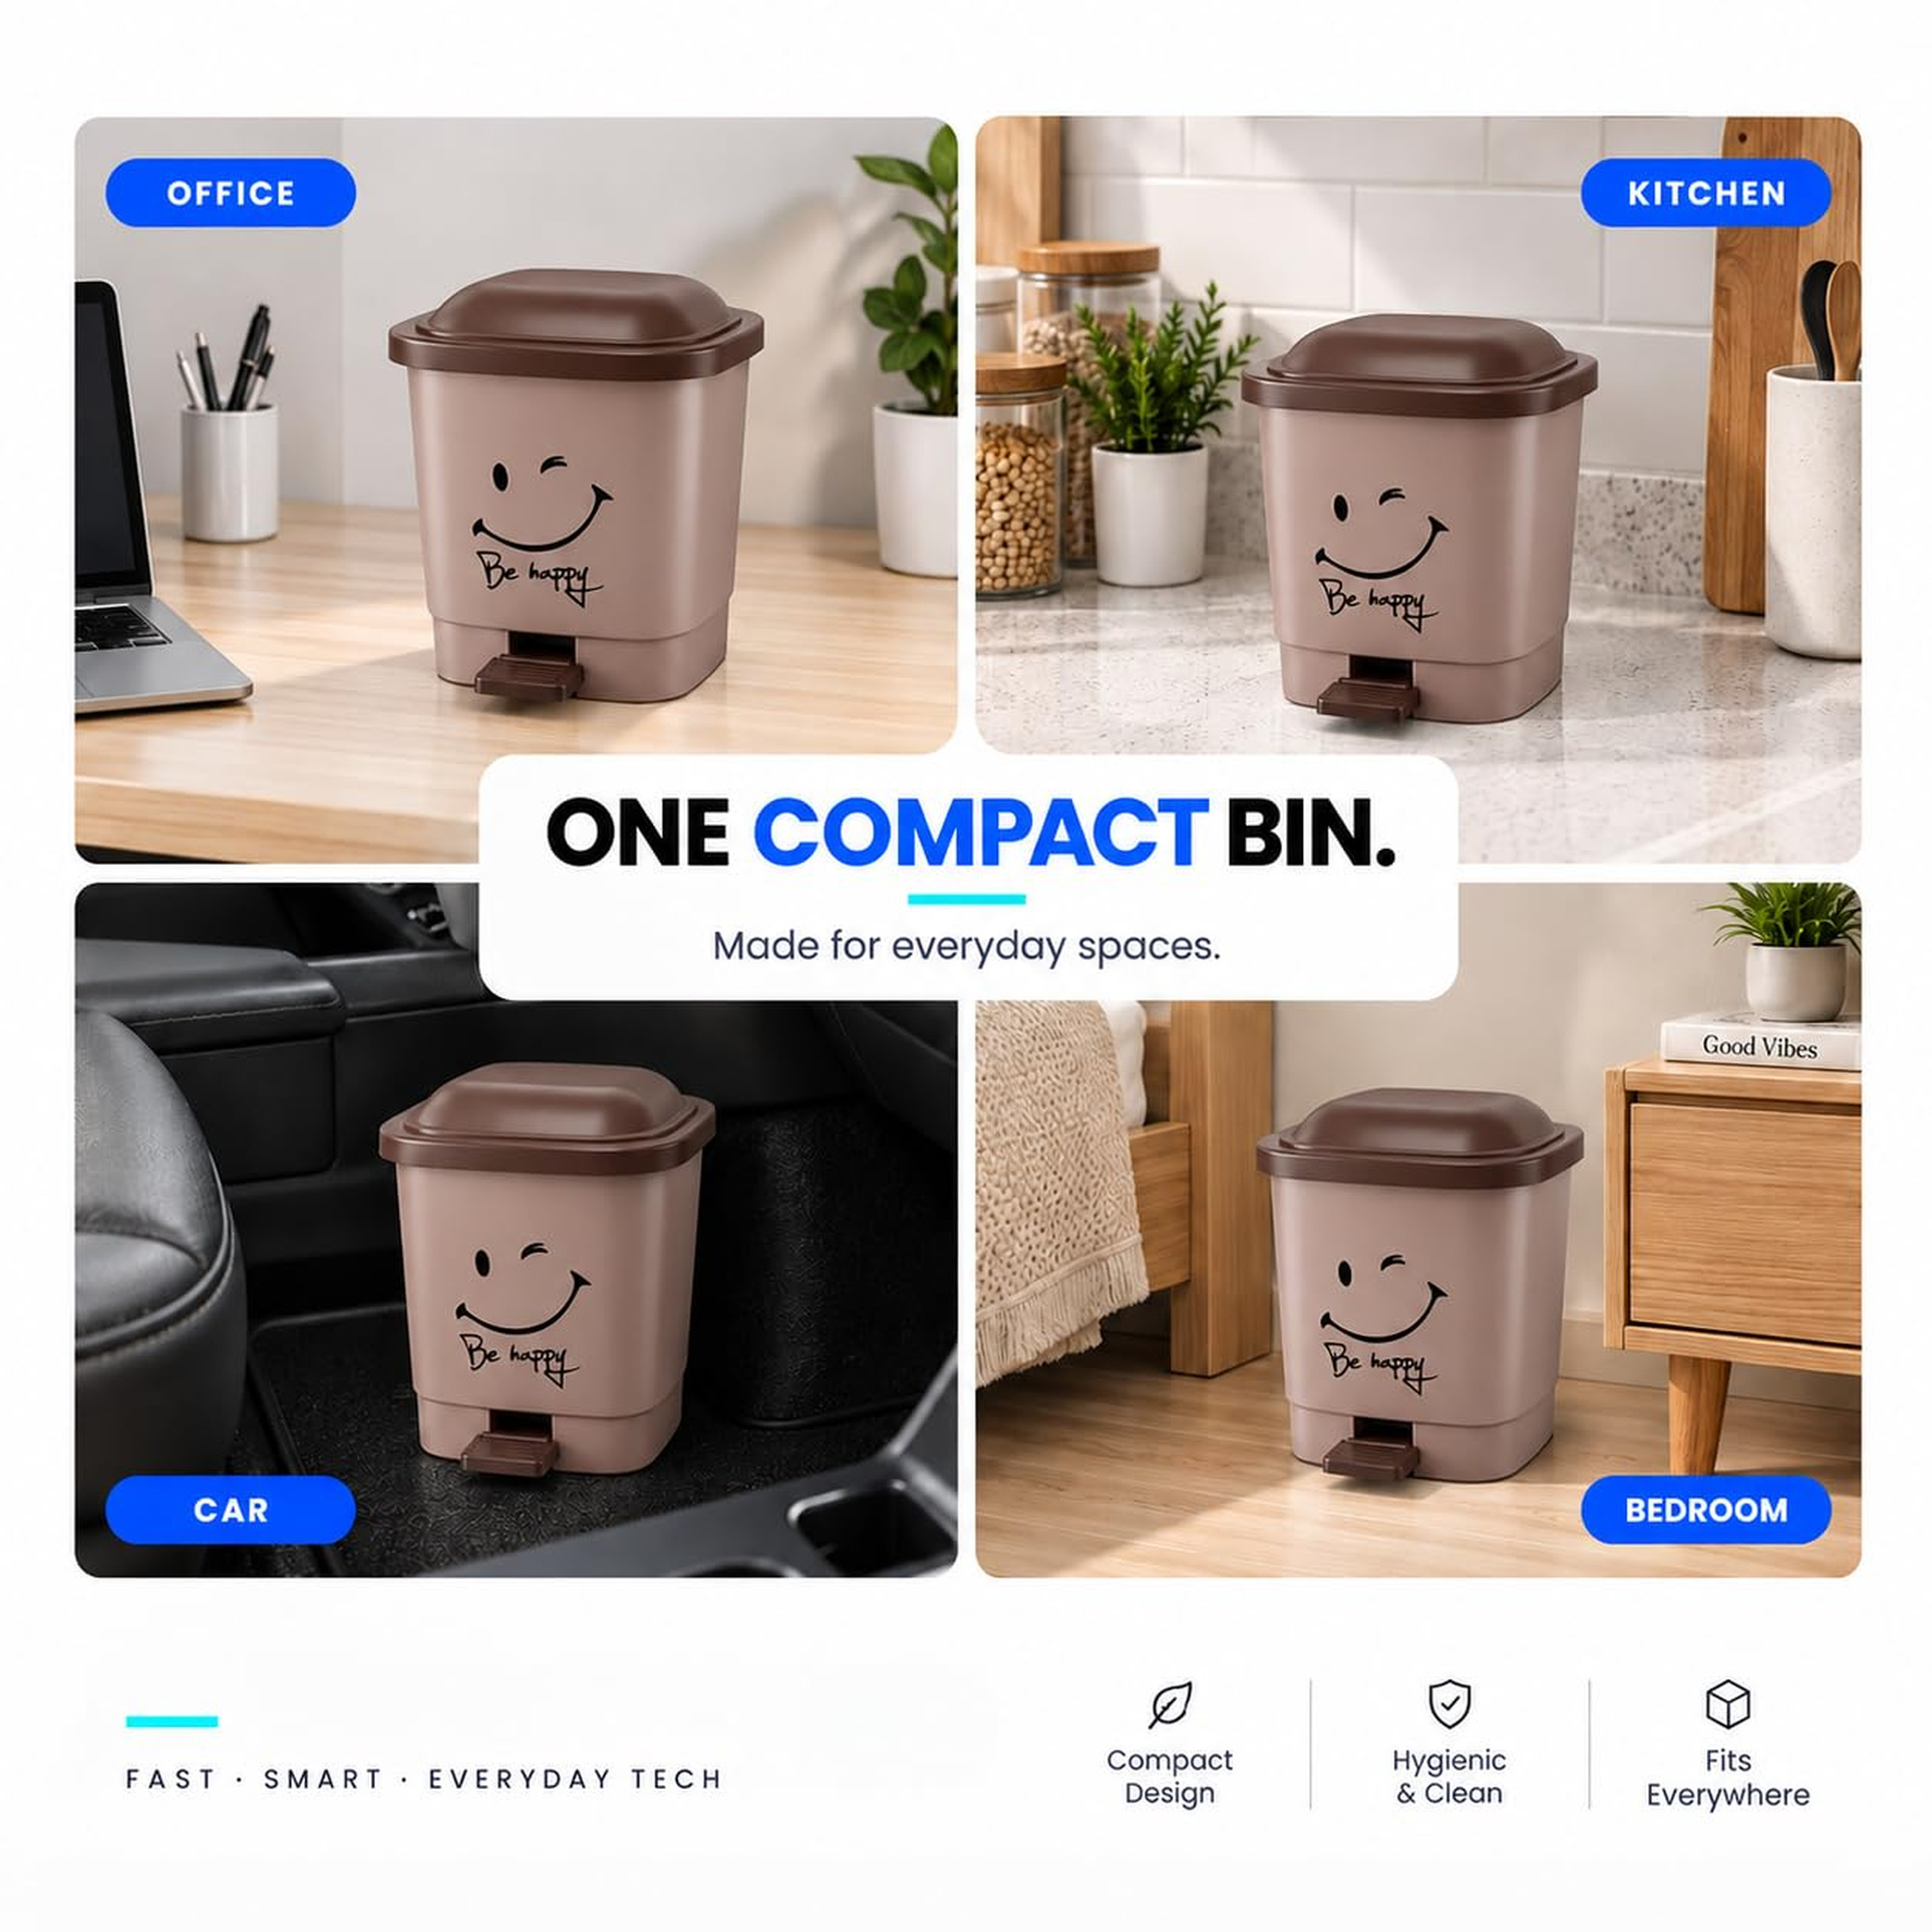 OFFICE
KITCHEN
Be happy
Be happy
ONE COMPACT BIN.
Made for everyday spaces.
Good Vibes
Be happy
Be happy
CAR
BEDROOM
FAST · SMART · EVERYDAY TECH
Compact
Design
Hygienic
& Clean
Fits
Everywhere